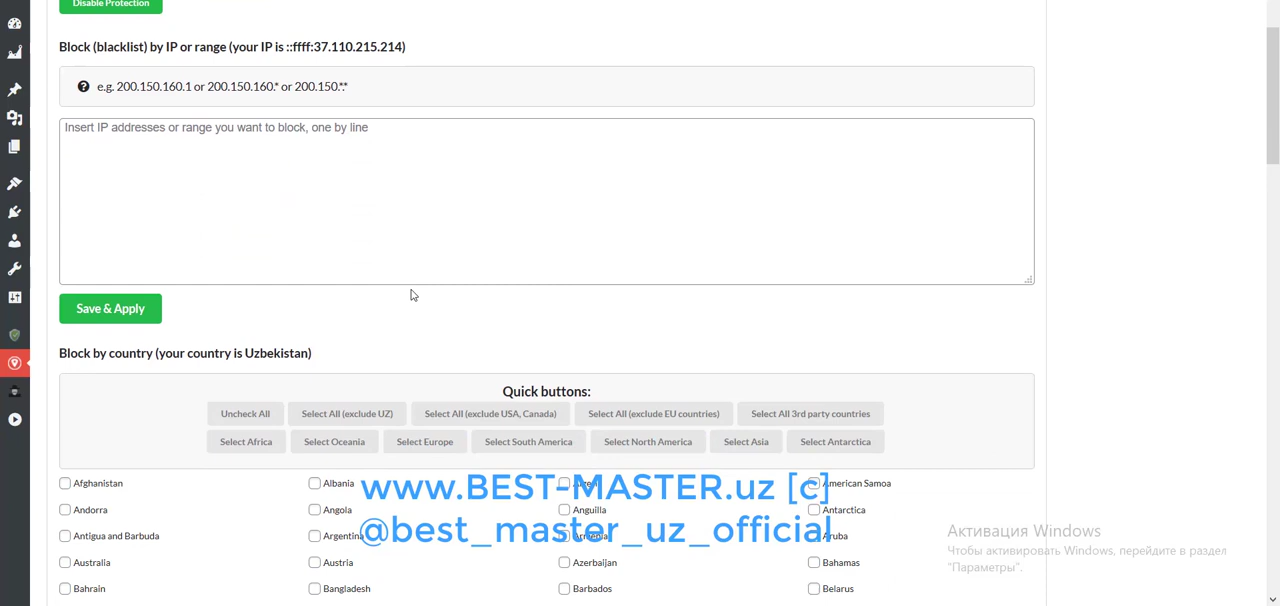 Disable Protection
Block (blacklist) by IP or range (your IP is ::ffff:37.110.215.214)
e.g. 200.150.160.1 or 200.150.160.* or 200.150.*.*
Insert IP addresses or range you want to block, one by line
Save & Apply
Block by country (your country is Uzbekistan)
Quick buttons:
Uncheck All Select All (exclude UZ) Select All (exclude USA, Canada) Select All (exclude EU countries) Select All 3rd party countries
Select Africa Select Oceania Select Europe Select South America Select North America Select Asia Select Antarctica
Afghanistan Albania American Samoa
www.BEST-MASTER.uz [c]
Andorra Angola Anguilla Antarctica
@best_master_uz_official
Antigua and Barbuda Argentina Armenia Aruba
Активация Windows
Чтобы активировать Windows, перейдите в раздел
"Параметры".
Australia Austria Azerbaijan Bahamas
Bahrain Bangladesh Barbados Belarus